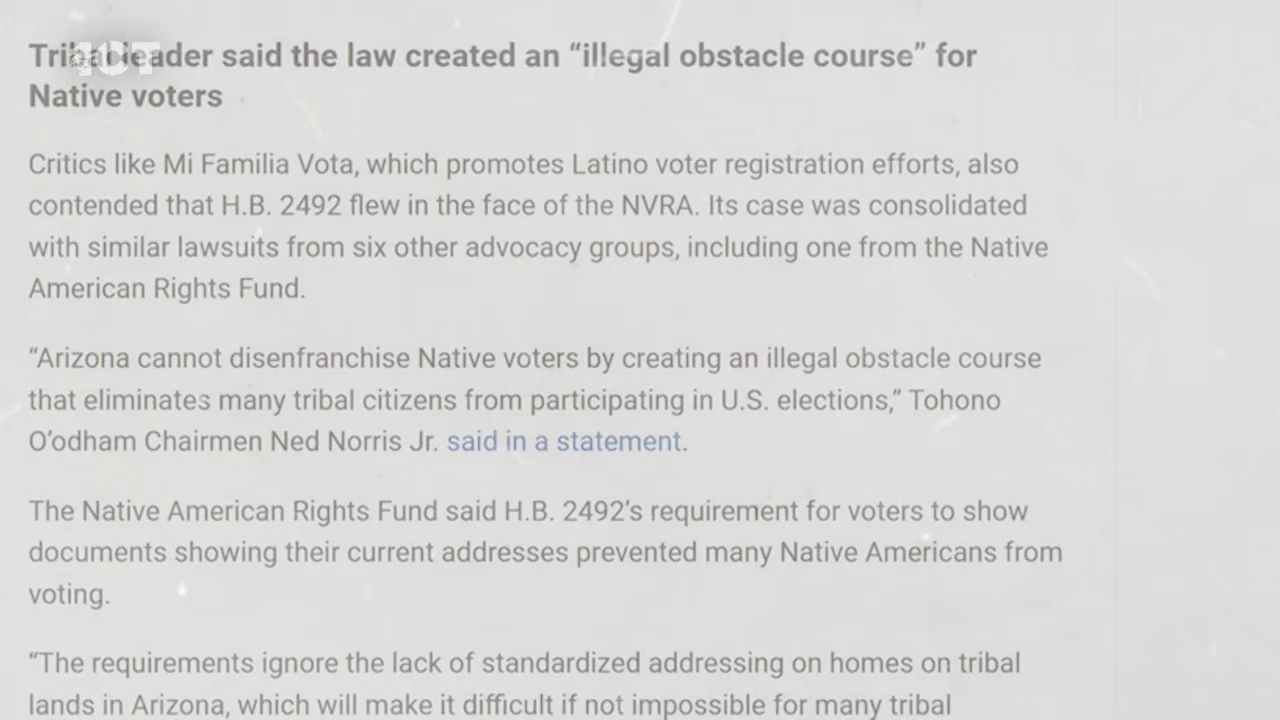 ICT
Tribal leader said the law created an “illegal obstacle course” for
Native voters
Critics like Mi Familia Vota, which promotes Latino voter registration efforts, also
contended that H.B. 2492 flew in the face of the NVRA. Its case was consolidated
with similar lawsuits from six other advocacy groups, including one from the Native
American Rights Fund.
“Arizona cannot disenfranchise Native voters by creating an illegal obstacle course
that eliminates many tribal citizens from participating in U.S. elections,” Tohono
O’odham Chairmen Ned Norris Jr. said in a statement.
The Native American Rights Fund said H.B. 2492’s requirement for voters to show
documents showing their current addresses prevented many Native Americans from
voting.
“The requirements ignore the lack of standardized addressing on homes on tribal
lands in Arizona, which will make it difficult if not impossible for many tribal